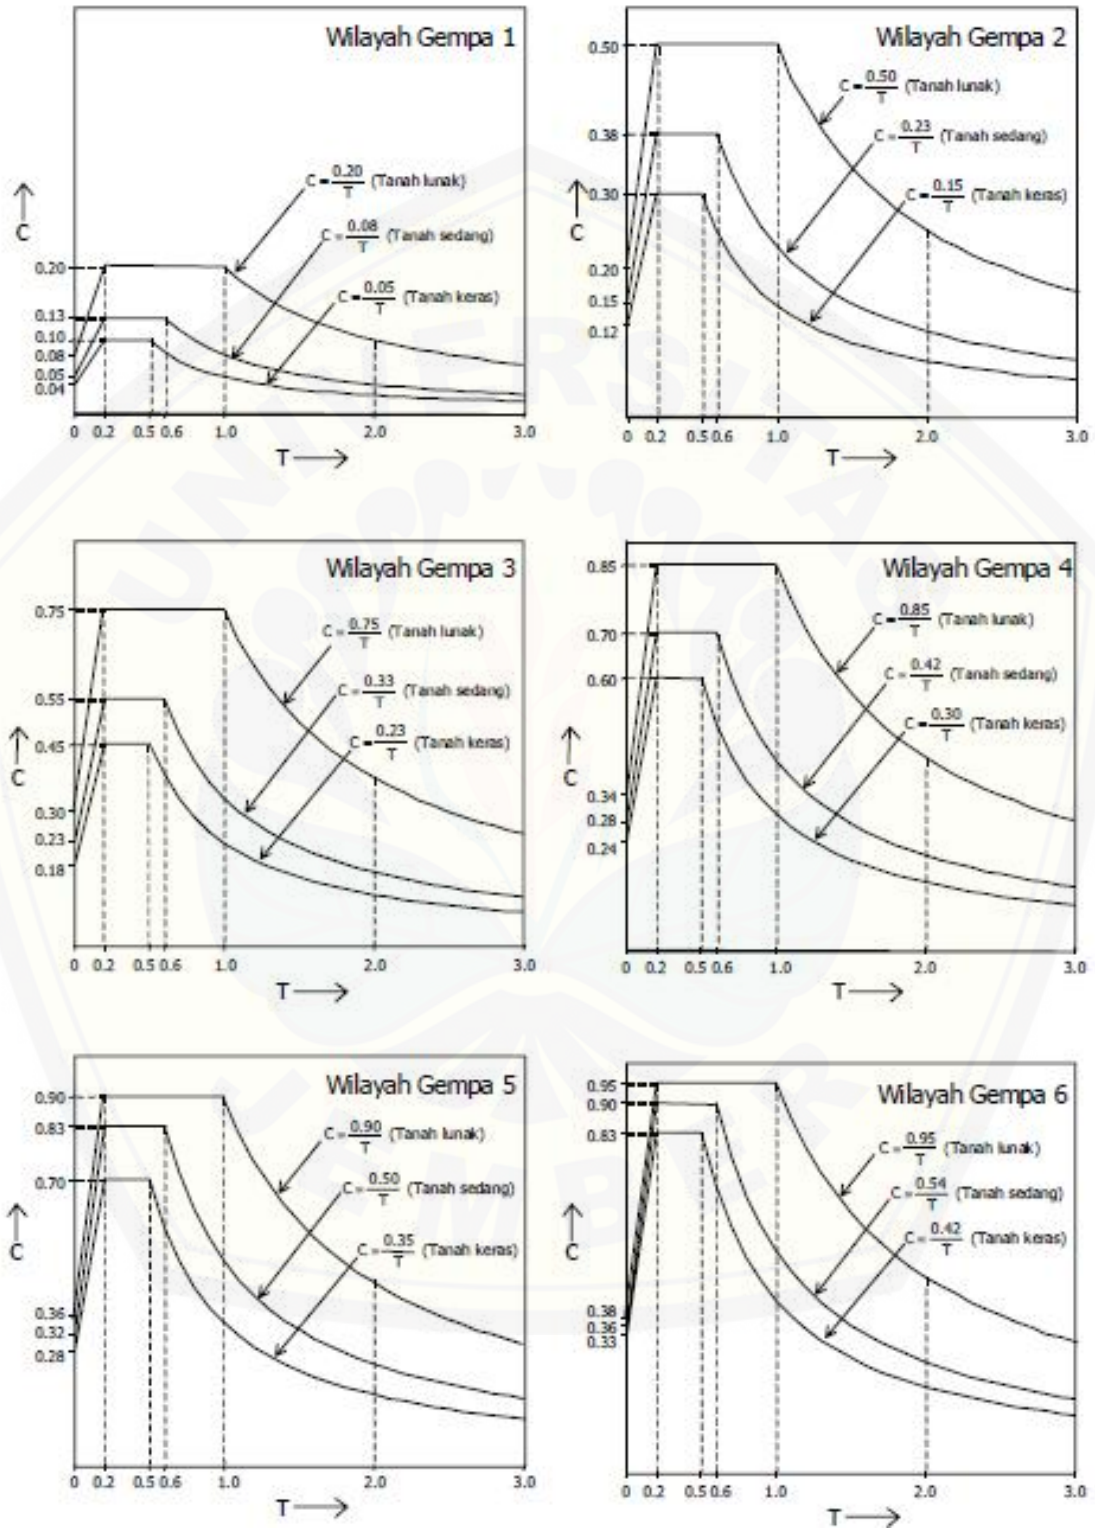 Wilayah Gempa 1
C = 0.20/T (Tanah lunak)
C = 0.08/T (Tanah sedang)
C = 0.05/T (Tanah keras)
C
0.20
0.13
0.10
0.08
0.05
0.04
0 0.2 0.5 0.6 1.0 2.0 3.0
T
Wilayah Gempa 2
0.50
C = 0.50/T (Tanah lunak)
0.38
C = 0.23/T (Tanah sedang)
0.30
C = 0.15/T (Tanah keras)
C
0.20
0.15
0.12
0 0.2 0.5 0.6 1.0 2.0 3.0
T
Wilayah Gempa 3
0.75
C = 0.75/T (Tanah lunak)
0.55
C = 0.33/T (Tanah sedang)
0.45
C = 0.23/T (Tanah keras)
C
0.30
0.23
0.18
0 0.2 0.5 0.6 1.0 2.0 3.0
T
Wilayah Gempa 4
0.85
C = 0.85/T (Tanah lunak)
0.70
C = 0.42/T (Tanah sedang)
0.60
C = 0.30/T (Tanah keras)
C
0.34
0.28
0.24
0 0.2 0.5 0.6 1.0 2.0 3.0
T
Wilayah Gempa 5
0.90
0.83
C = 0.90/T (Tanah lunak)
0.70
C = 0.50/T (Tanah sedang)
C = 0.35/T (Tanah keras)
C
0.36
0.32
0.28
0 0.2 0.5 0.6 1.0 2.0 3.0
T
Wilayah Gempa 6
0.95
0.90
0.83
C = 0.95/T (Tanah lunak)
C = 0.54/T (Tanah sedang)
C = 0.42/T (Tanah keras)
C
0.38
0.36
0.33
0 0.2 0.5 0.6 1.0 2.0 3.0
T
UNIVERSITAS
JEMBER